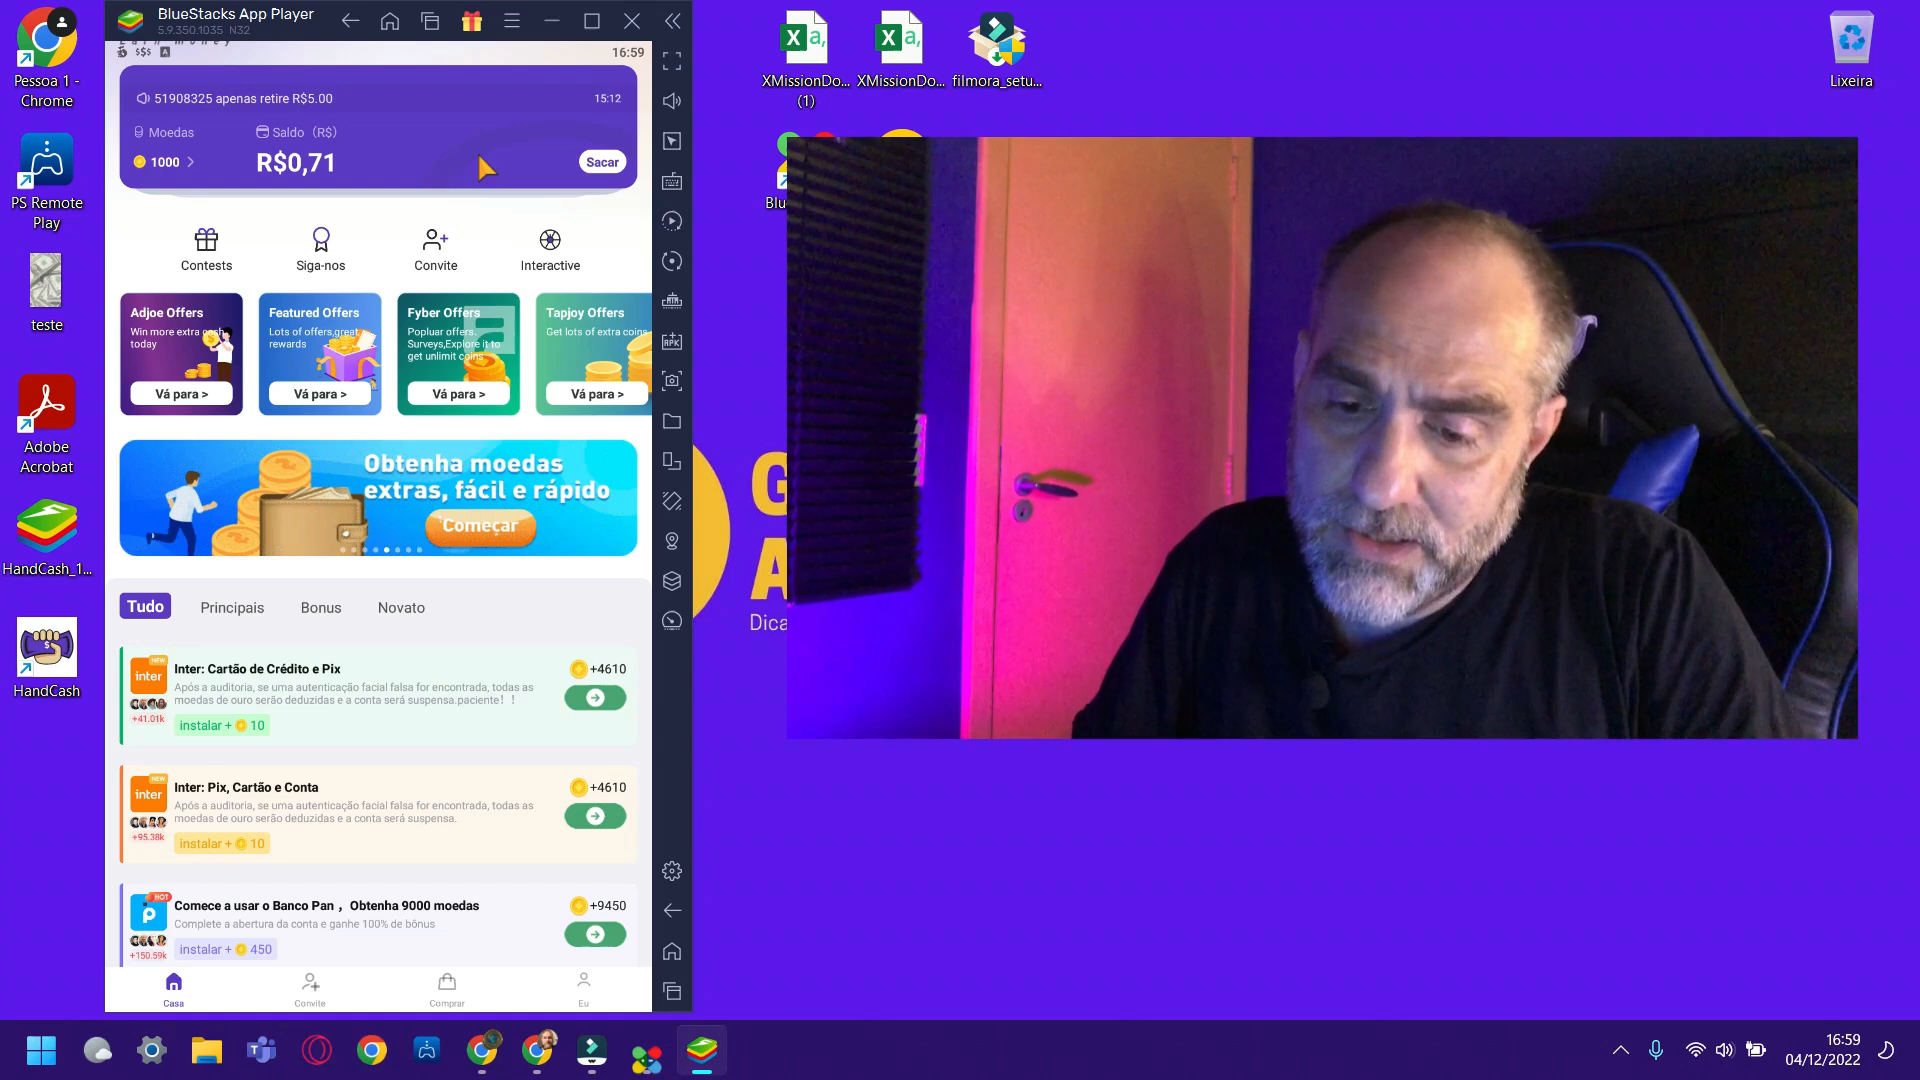 BlueStacks App Player
5.9.350.1035 N32
$$$
16:59
51908325 apenas retire R$5.00
15:12
Moedas
Saldo (R$)
1000 >
R$0,71
Sacar
Contests
Siga-nos
Convite
Interactive
Adjoe Offers
Win more extra cash
today
Vá para >
Featured Offers
Lots of offers,great
rewards
Vá para >
Fyber Offers
Popluar offers.
Surveys,Explore it to
get unlimit coins
Vá para >
Tapjoy Offers
Get lots of extra coins
Vá para >
Obtenha moedas
extras, fácil e rápido
Começar
Tudo
Principais
Bonus
Novato
NEW
inter
+41.01k
Inter: Cartão de Crédito e Pix
Após a auditoria, se uma autenticação facial falsa for encontrada, todas as
moedas de ouro serão deduzidas e a conta será suspensa.paciente！！
instalar + 10
+4610
NEW
inter
+95.38k
Inter: Pix, Cartão e Conta
Após a auditoria, se uma autenticação facial falsa for encontrada, todas as
moedas de ouro serão deduzidas e a conta será suspensa.
instalar + 10
+4610
HOT
p
+150.59k
Comece a usar o Banco Pan， Obtenha 9000 moedas
Complete a abertura da conta e ganhe 100% de bônus
instalar + 450
+9450
Casa
Convite
Comprar
Eu
Pessoa 1 -
Chrome
PS Remote
Play
teste
Adobe
Acrobat
HandCash_1...
HandCash
XMissionDo...
(1)
XMissionDo...
filmora_setu...
Lixeira
Blu
G
A
Dica
16:59
04/12/2022